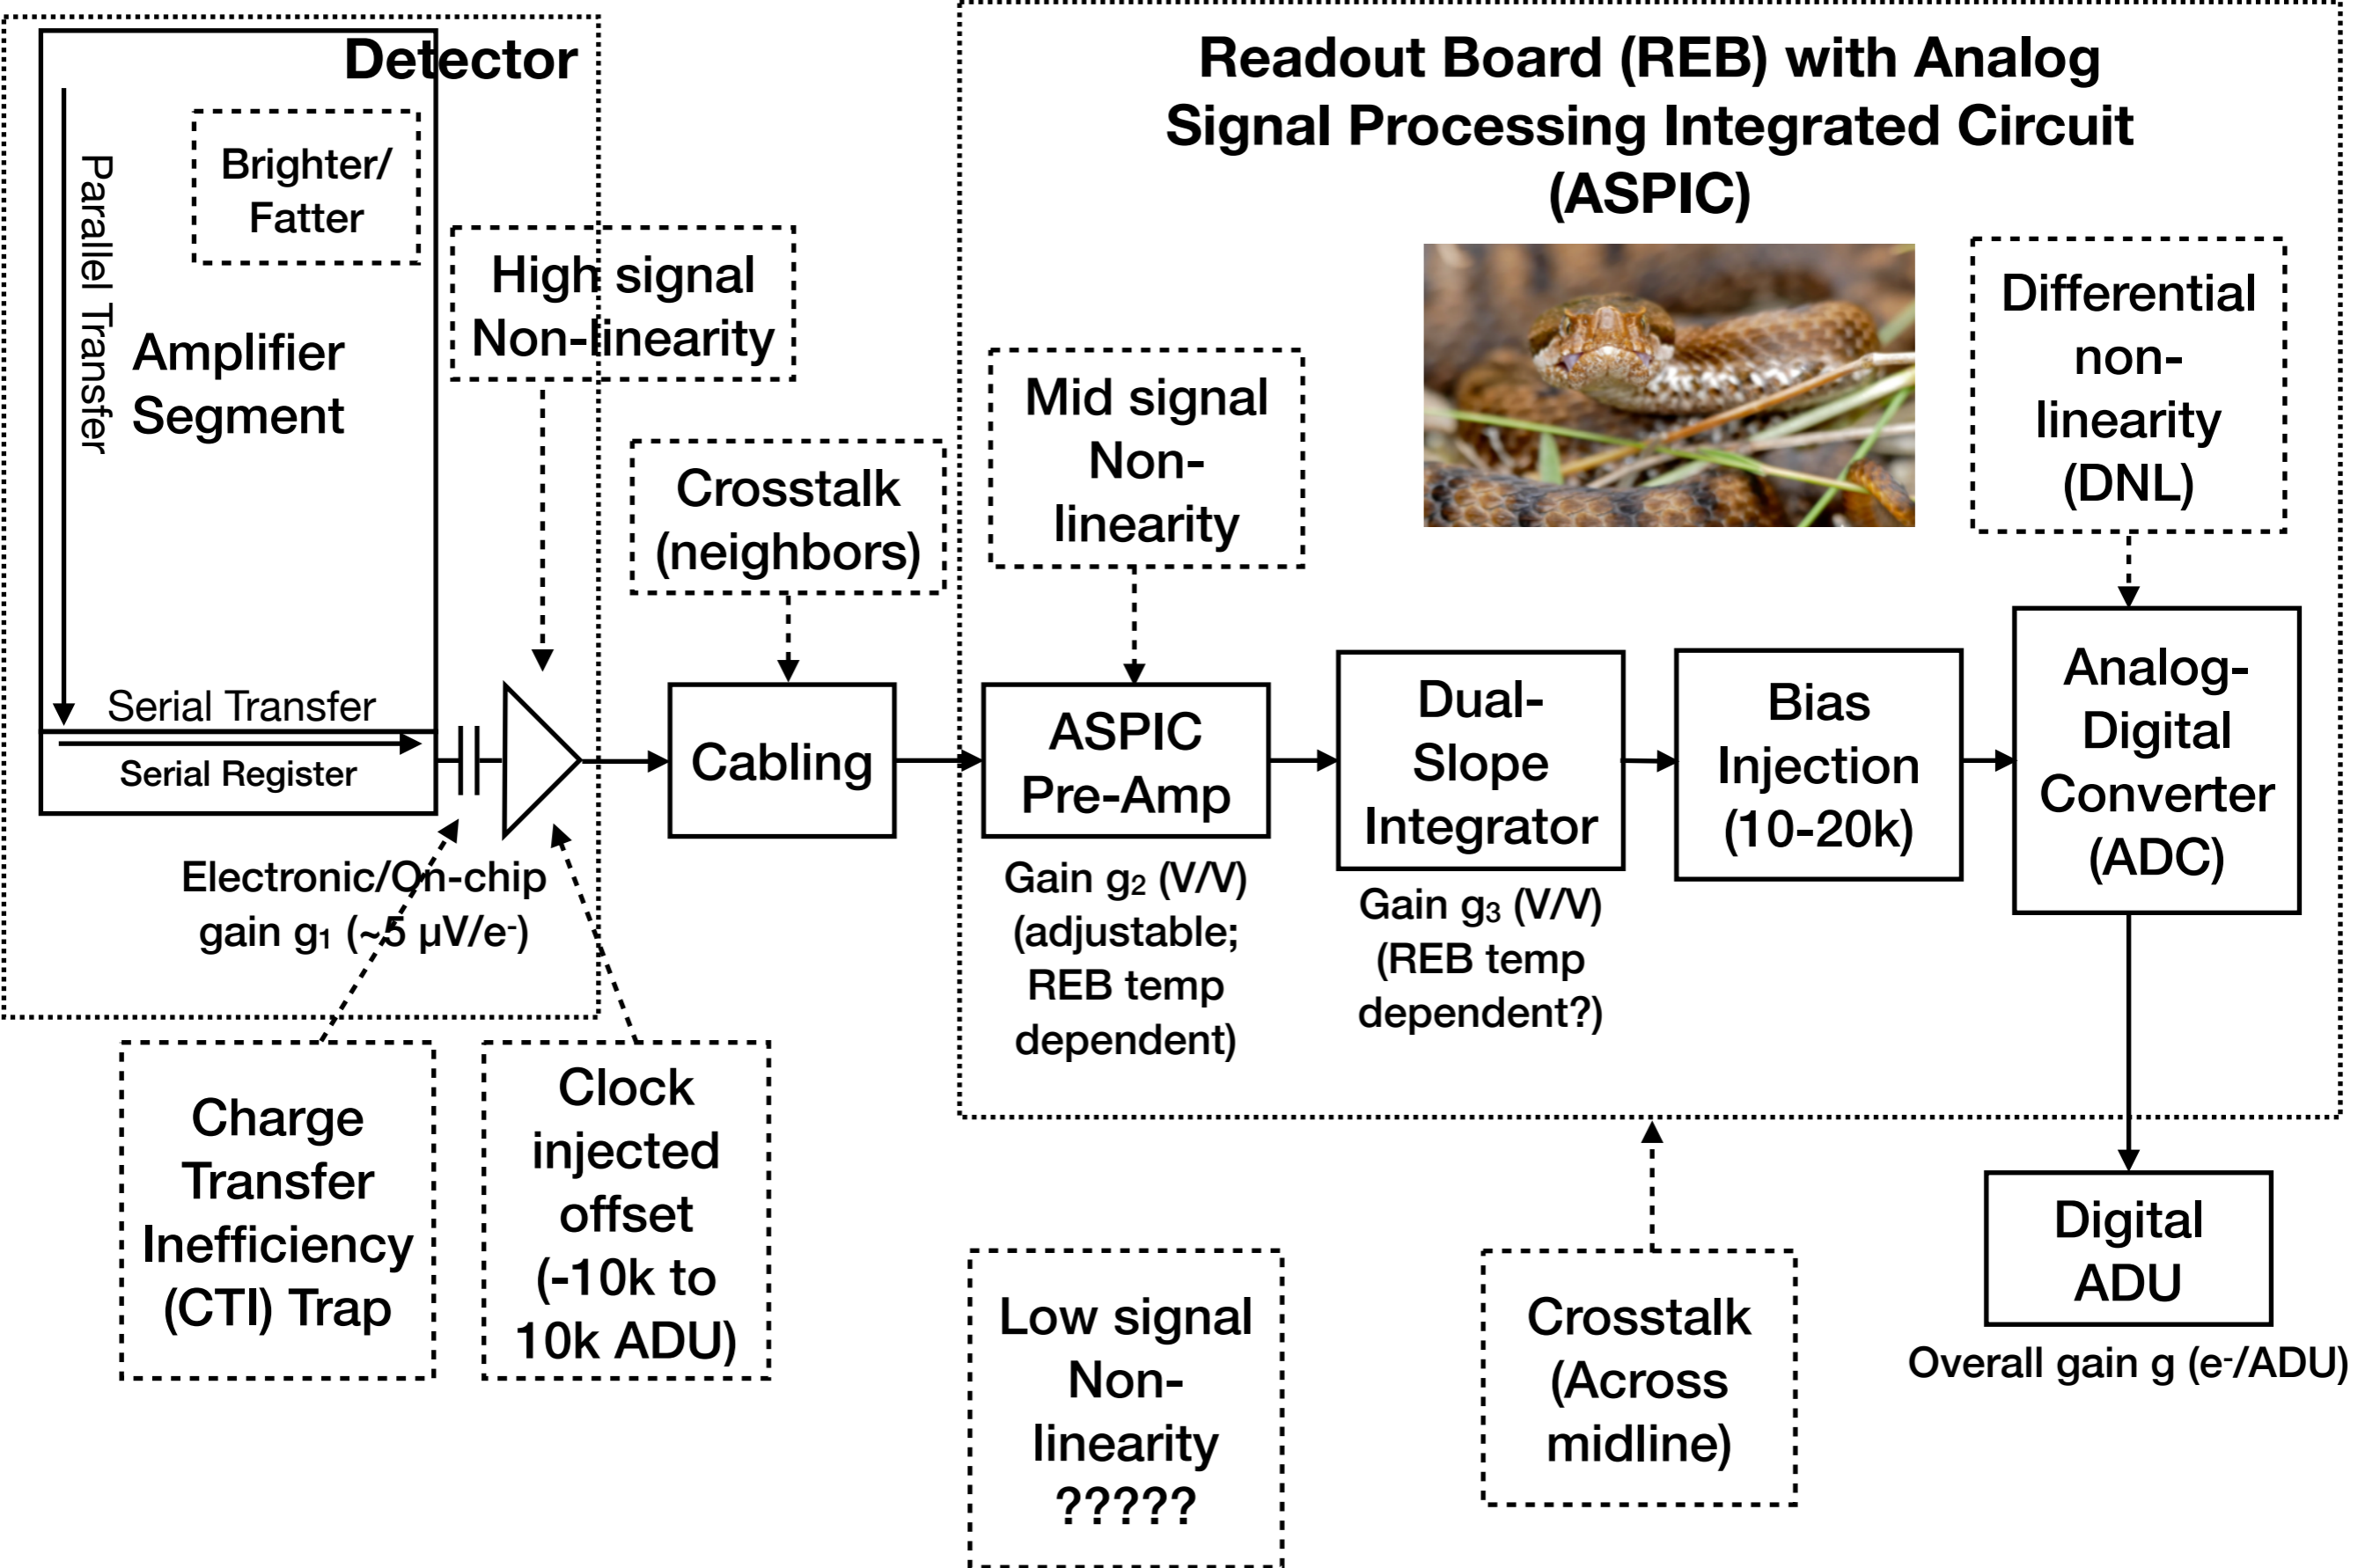 Detector
Brighter/
Fatter
Parallel Transfer
Amplifier
Segment
Serial Transfer
Serial Register
High signal
Non-linearity
Electronic/On-chip
gain g₁ (~5 µV/e⁻)
Charge
Transfer
Inefficiency
(CTI) Trap
Clock
injected
offset
(-10k to
10k ADU)
Crosstalk
(neighbors)
Cabling
Readout Board (REB) with Analog
Signal Processing Integrated Circuit
(ASPIC)
Mid signal
Non-
linearity
ASPIC
Pre-Amp
Gain g₂ (V/V)
(adjustable;
REB temp
dependent)
Dual-
Slope
Integrator
Gain g₃ (V/V)
(REB temp
dependent?)
Bias
Injection
(10-20k)
Differential
non-
linearity
(DNL)
Analog-
Digital
Converter
(ADC)
Low signal
Non-
linearity
?????
Crosstalk
(Across
midline)
Digital
ADU
Overall gain g (e⁻/ADU)